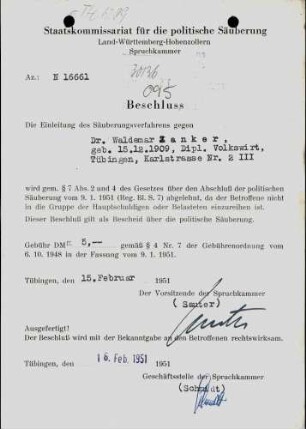 Staatskommissariat für die politische Säuberung
Land-Württemberg-Hohenzollern
Spruchkammer
Az.: N 16661
30136
095
Beschluss
Die Einleitung des Säuberungsverfahrens gegen
Dr. Waldemar Zanker,
geb. 15.12.1909, Dipl. Volkswirt,
Tübingen, Karlstrasse Nr. 2 III
wird gem. § 7 Abs. 2 und 4 des Gesetzes über den Abschluß der politischen
Säuberung vom 9. 1. 1951 (Reg. Bl. S. 7) abgelehnt, da der Betroffene nicht
in die Gruppe der Hauptschuldigen oder Belasteten einzureihen ist.
Dieser Beschluß gilt als Bescheid über die politische Säuberung.
Gebühr DM 5,-- gemäß § 4 Nr. 7 der Gebührenordnung vom
6. 10. 1948 in der Fassung vom 9. 1. 1951.
Tübingen, den 15.Februar 1951
Der Vorsitzende der Spruchkammer
(Sauter)
Ausgefertigt!
Der Beschluß wird mit der Bekanntgabe an den Betroffenen rechtswirksam.
Tübingen, den 16. Feb. 1951 1951
Geschäftsstelle der Spruchkammer
(Schmidt)